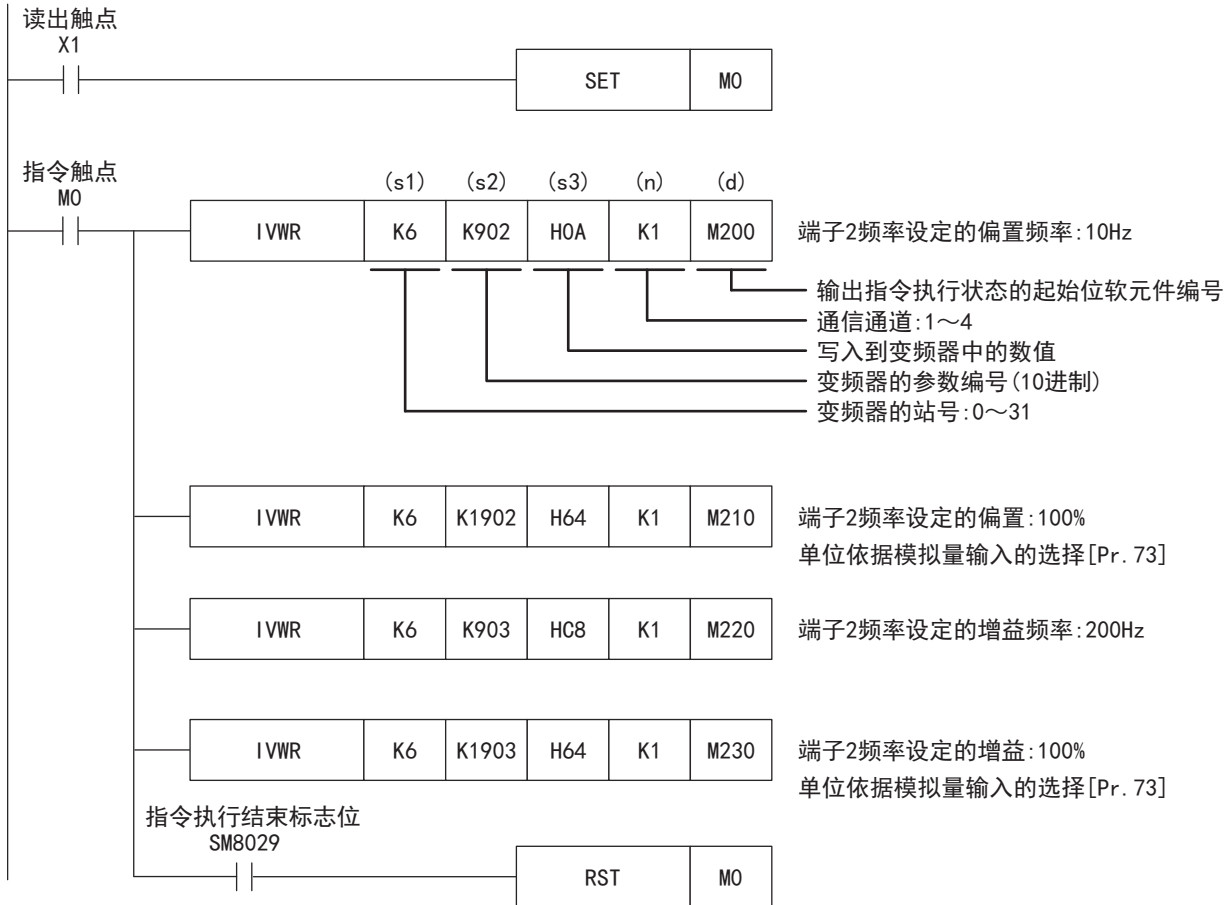 读出触点
X1
SET M0
指令触点
M0
(s1) (s2) (s3) (n) (d)
IVWR K6 K902 H0A K1 M200 端子2频率设定的偏置频率:10Hz
输出指令执行状态的起始位软元件编号
通信通道:1～4
写入到变频器中的数值
变频器的参数编号(10进制)
变频器的站号:0～31
IVWR K6 K1902 H64 K1 M210 端子2频率设定的偏置:100%
单位依据模拟量输入的选择[Pr.73]
IVWR K6 K903 HC8 K1 M220 端子2频率设定的增益频率:200Hz
IVWR K6 K1903 H64 K1 M230 端子2频率设定的增益:100%
单位依据模拟量输入的选择[Pr.73]
指令执行结束标志位
SM8029
RST M0